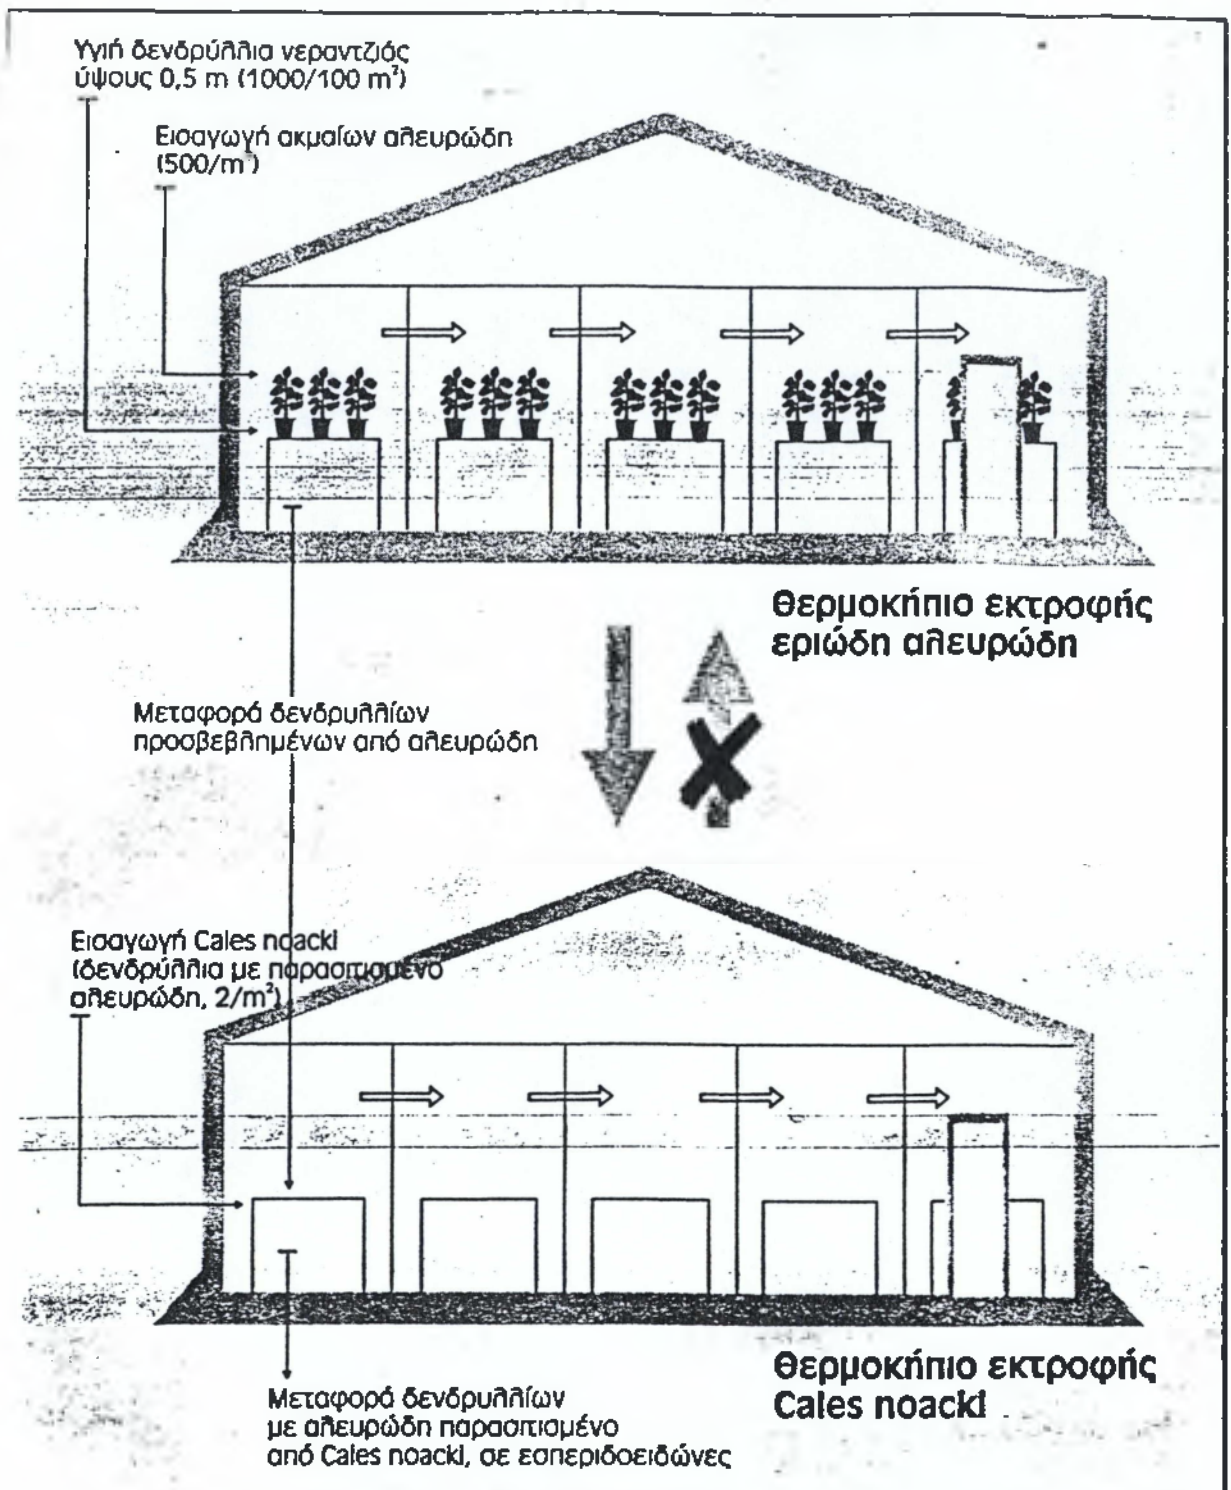 Υγιή δενδρύλλια νεραντζιάς
ύψους 0,5 m (1000/100 m²)
Εισαγωγή ακμαίων αλευρώδη
(500/m²)
Θερμοκήπιο εκτροφής
εριώδη αλευρώδη
Μεταφορά δενδρυλλίων
προσβεβλημένων από αλευρώδη
Εισαγωγή Cales noacki
(δενδρύλλια με παρασιτισμένο
αλευρώδη, 2/m²)
Θερμοκήπιο εκτροφής
Cales noacki
Μεταφορά δενδρυλλίων
με αλευρώδη παρασιτισμένο
από Cales noacki, σε εσπεριδοειδώνες